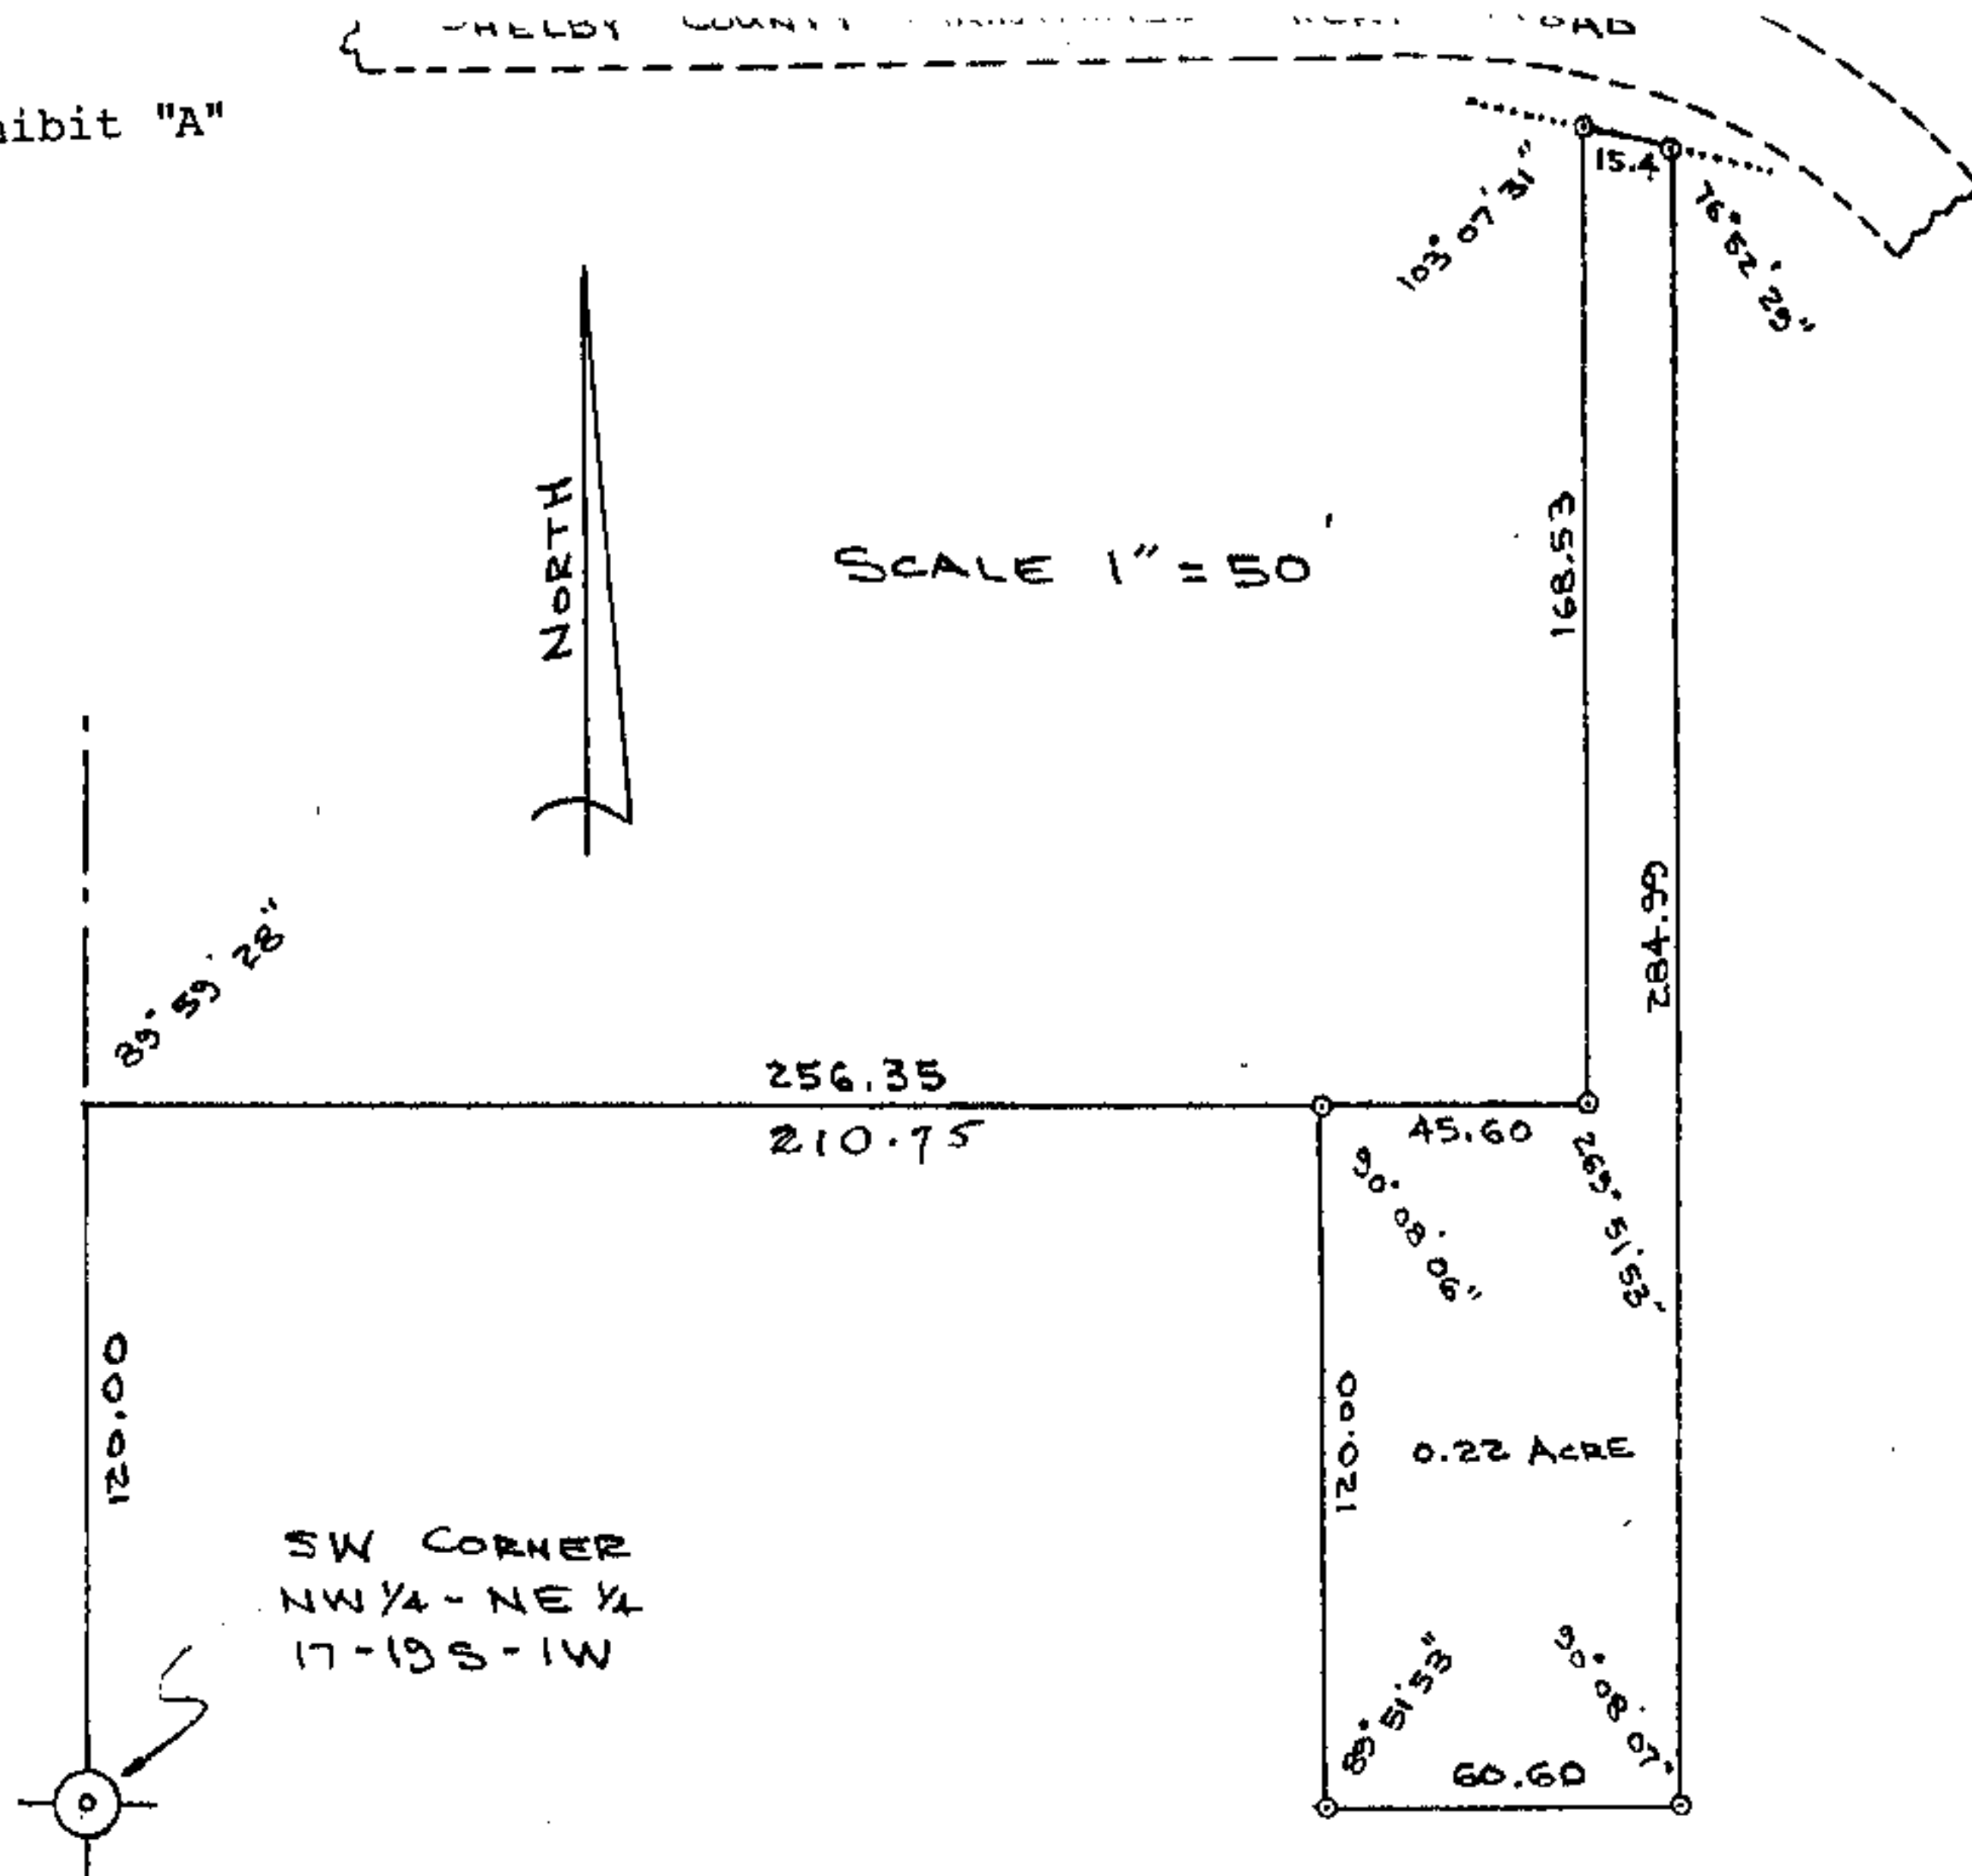 SHELBY COUNTY
aibit "A"
15.4
103° 07' 31"
76° 52' 29"
NORTH
SCALE 1" = 50'
168.53
284.99
89° 59' 28"
256.35
210.75
45.60
90° 08' 06"
269° 51' 53"
120.00
120.00
0.22 ACRE
SW CORNER
NW 1/4 - NE 1/4
17-19S-1W
89° 51' 53"
90° 08' 07"
60.60